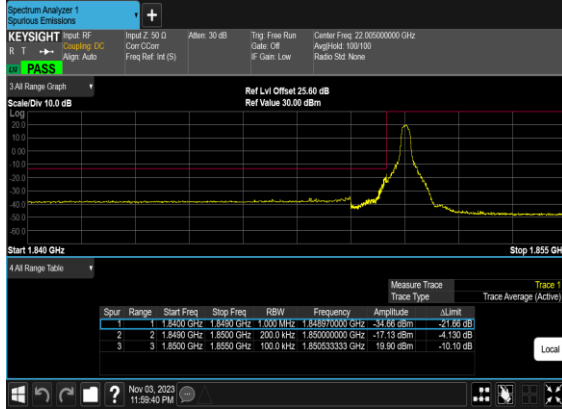 Spectrum Analyzer 1
Spurious Emissions
KEYSIGHT
R T
Input: RF
Coupling: DC
Align: Auto
Input Z: 50 Ω
Corr CCorr
Freq Ref: Int (S)
Atten: 30 dB
Trig: Free Run
Gate: Off
IF Gain: Low
Center Freq: 22.005000000 GHz
Avg|Hold: 100/100
Radio Std: None
PASS
3 All Range Graph
Ref Lvl Offset 25.60 dB
Scale/Div 10.0 dB
Ref Value 30.00 dBm
Log
20.0
10.0
0.00
-10.0
-20.0
-30.0
-40.0
-50.0
-60.0
Start 1.840 GHz
Stop 1.855 GH
4 All Range Table
Measure Trace Trace 1
Trace Type Trace Average (Active)
Spur Range Start Freq Stop Freq RBW Frequency Amplitude ΔLimit
1 1 1.8400 GHz 1.8490 GHz 1.000 MHz 1.848970000 GHz -34.66 dBm -21.66 dB
2 2 1.8490 GHz 1.8500 GHz 200.0 kHz 1.850000000 GHz -17.13 dBm -4.130 dB
3 3 1.8500 GHz 1.8550 GHz 100.0 kHz 1.850533333 GHz 19.90 dBm -10.10 dB
Local
Nov 03, 2023
11:59:40 PM